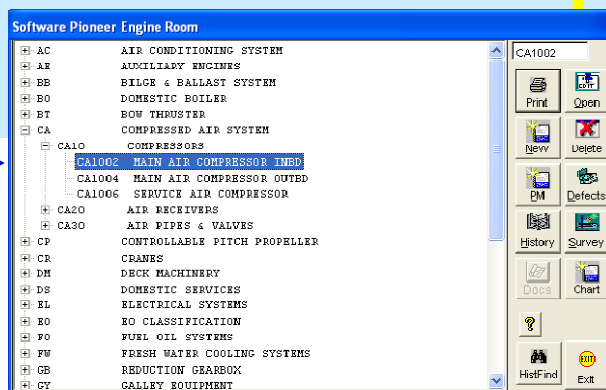 Software Pioneer Engine Room
AC AIR CONDITIONING SYSTEM
AE AUXILIARY ENGINES
BB BILGE & BALLAST SYSTEM
BO DOMESTIC BOILER
BT BOW THRUSTER
CA COMPRESSED AIR SYSTEM
CA10 COMPRESSORS
CA1002 MAIN AIR COMPRESSOR INBD
CA1004 MAIN AIR COMPRESSOR OUTBD
CA1006 SERVICE AIR COMPRESSOR
CA20 AIR RECEIVERS
CA30 AIR PIPES & VALVES
CP CONTROLLABLE PITCH PROPELLER
CR CRANES
DM DECK MACHINERY
DS DOMESTIC SERVICES
EL ELECTRICAL SYSTEMS
EO EO CLASSIFICATION
FO FUEL OIL SYSTEMS
FW FRESH WATER COOLING SYSTEMS
GB REDUCTION GEARBOX
GY GALLEY EQUIPMENT
CA1002
Print Open
New Delete
PM Defects
History Survey
Docs Chart
?
HistFind Exit
EDIT
EXIT